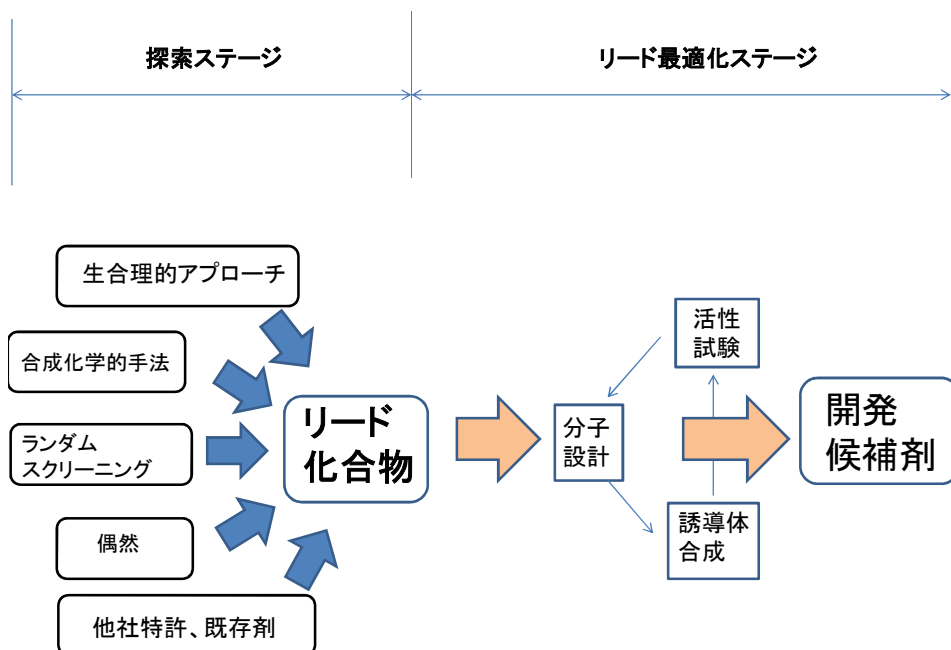 探索ステージ
リード最適化ステージ
生合理的アプローチ
合成化学的手法
ランダム
スクリーニング
偶然
他社特許、既存剤
リード
化合物
分子
設計
活性
試験
誘導体
合成
開発
候補剤